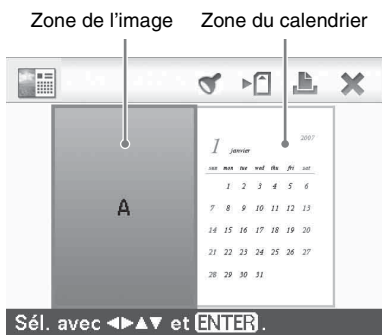 Zone de l'image Zone du calendrier
A
1 janvier 2007
sun mon tue wed thu fri sat
1 2 3 4 5 6
7 8 9 10 11 12 13
14 15 16 17 18 19 20
21 22 23 24 25 26 27
28 29 30 31
Sél. avec ◀▶▲▼ et ENTER.